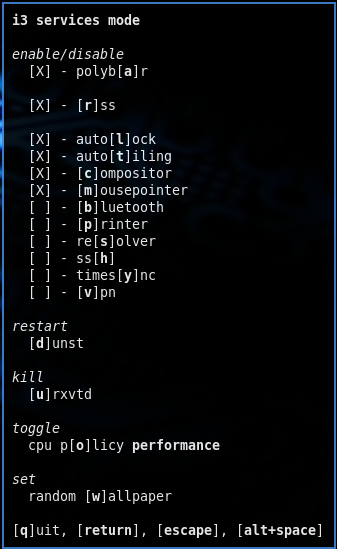 i3 services mode
enable/disable
[X] - polyb[a]r
[X] - [r]ss
[X] - auto[l]ock
[X] - auto[t]iling
[X] - [c]ompositor
[X] - [m]ousepointer
[ ] - [b]luetooth
[ ] - [p]rinter
[ ] - re[s]olver
[ ] - ss[h]
[ ] - times[y]nc
[ ] - [v]pn
restart
[d]unst
kill
[u]rxvtd
toggle
cpu p[o]licy performance
set
random [w]allpaper
[q]uit, [return], [escape], [alt+space]